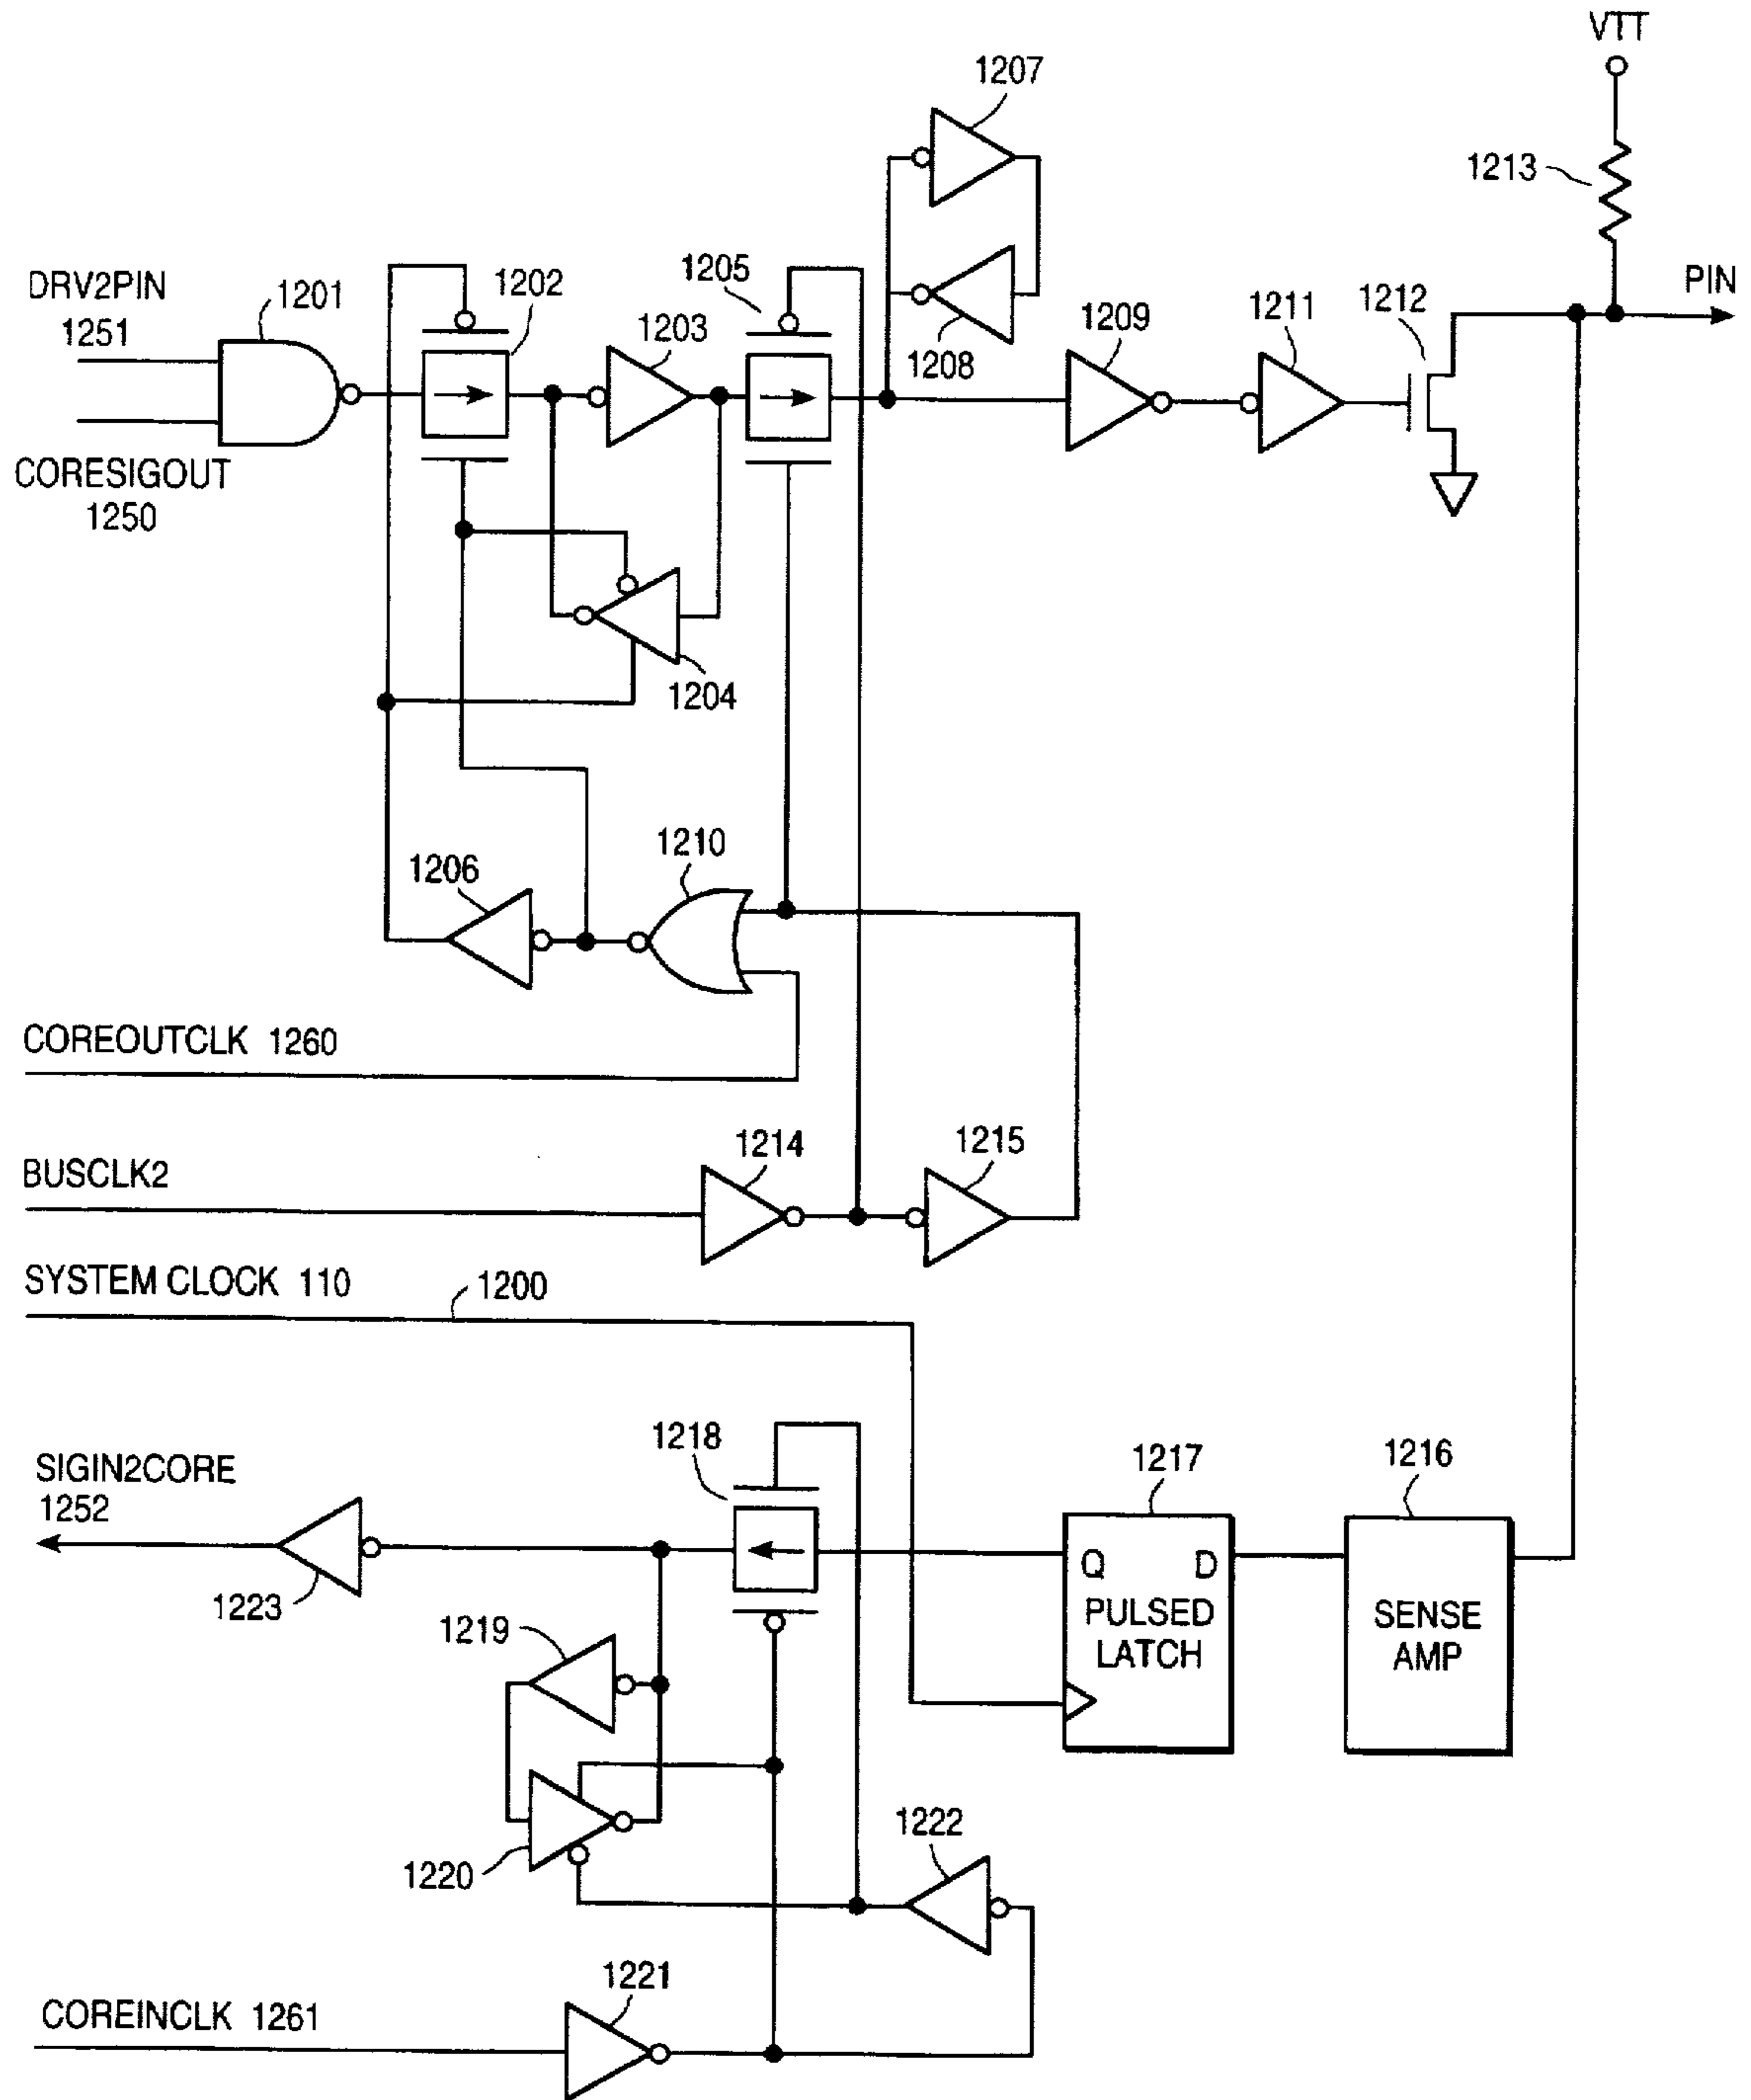 VTT
1207
1213
DRV2PIN
1251
1201
1202
1205
1203
1208
1209
1211
1212
PIN
CORESIGOUT
1250
1204
1206
1210
COREOUTCLK 1260
BUSCLK2
1214
1215
SYSTEM CLOCK 110
1200
SIGIN2CORE
1252
1218
1217
1216
Q D
PULSED
LATCH
SENSE
AMP
1223
1219
1220
1222
1221
COREINCLK 1261